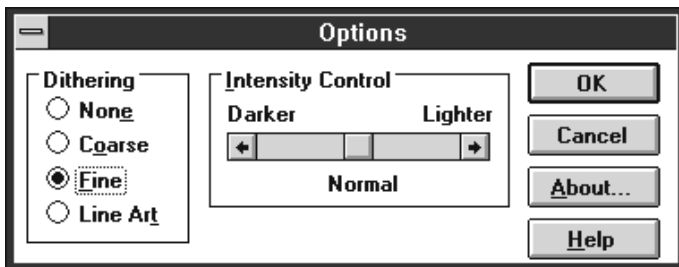 Options
Dithering
None
Coarse
Fine
Line Art
Intensity Control
Darker Lighter
Normal
OK
Cancel
About...
Help